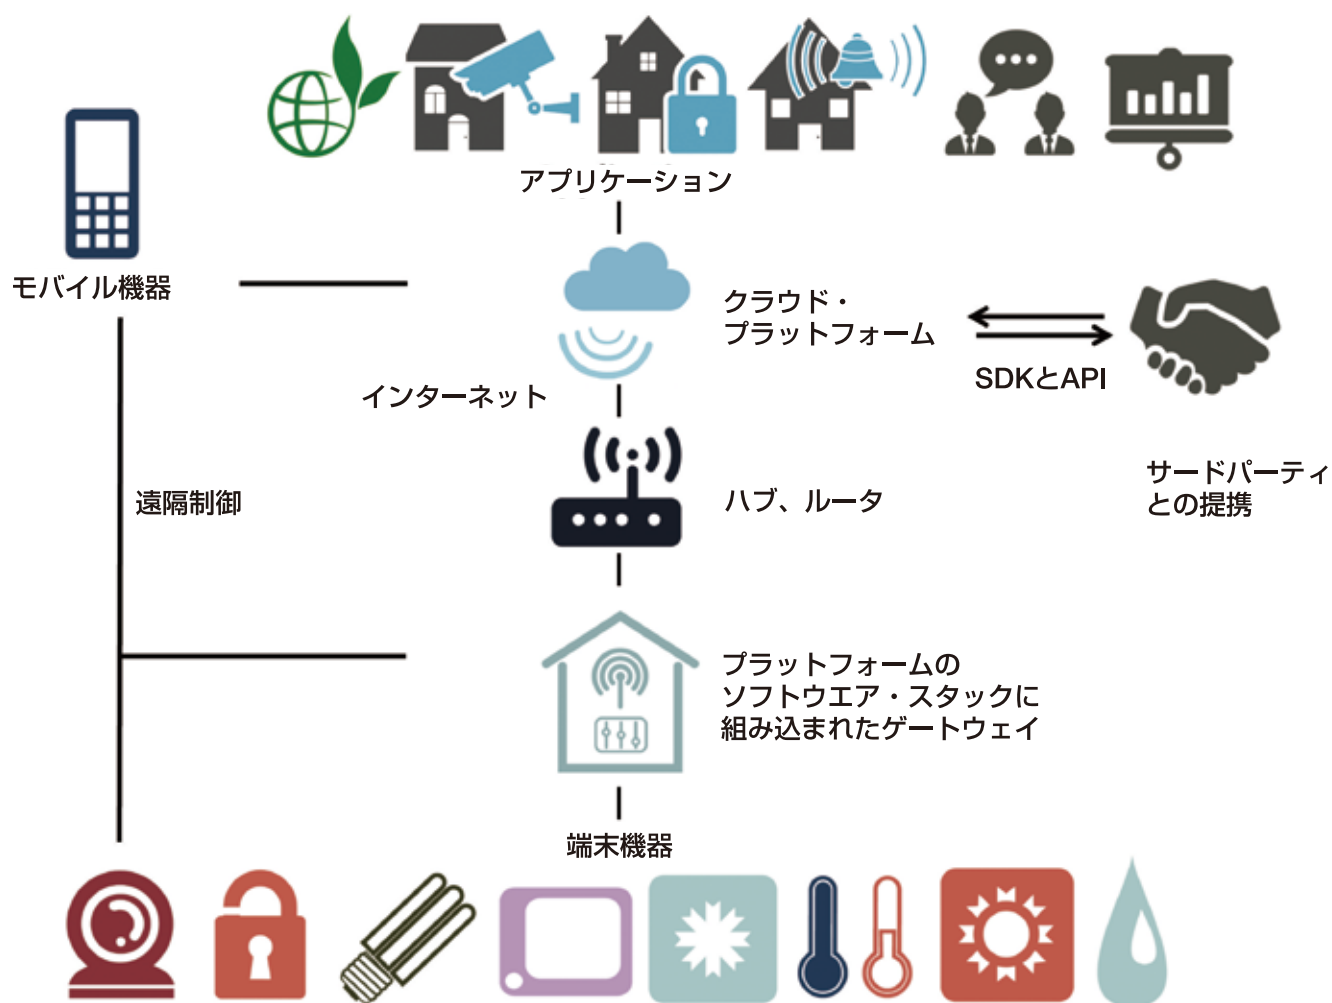 アプリケーション
モバイル機器
クラウド・
プラットフォーム
SDKとAPI
インターネット
サードパーティ
との提携
遠隔制御
ハブ、ルータ
プラットフォームの
ソフトウエア・スタックに
組み込まれたゲートウェイ
端末機器